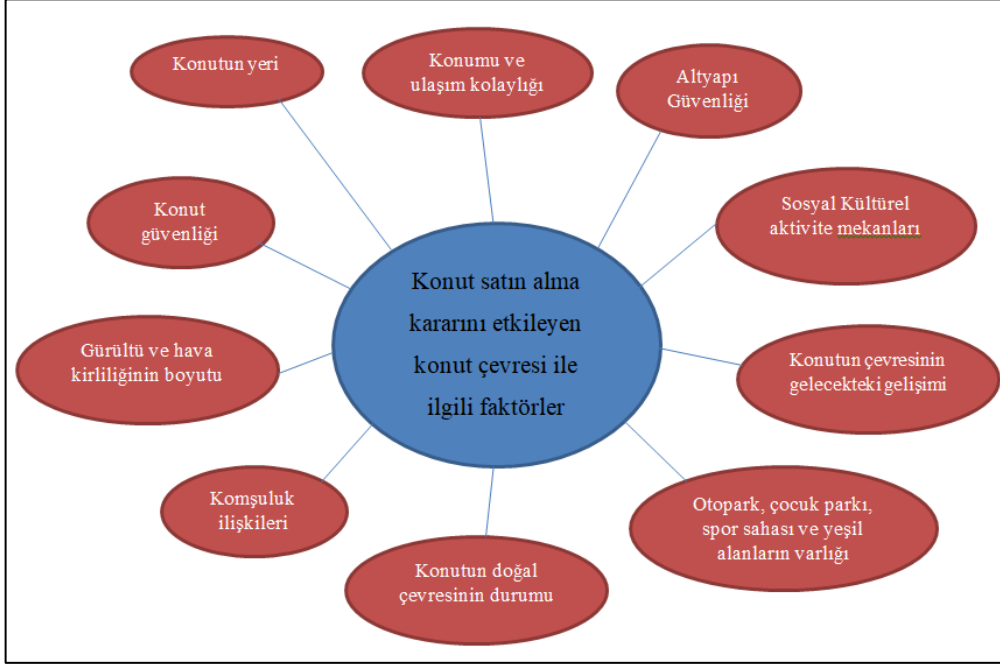 Konutun yeri
Konumu ve
ulaşım kolaylığı
Altyapı
Güvenliği
Konut
güvenliği
Sosyal Kültürel
aktivite mekanları
Konut satın alma
kararını etkileyen
konut çevresi ile
ilgili faktörler
Gürültü ve hava
kirliliğinin boyutu
Konutun çevresinin
gelecekteki gelişimi
Komşuluk
ilişkileri
Otopark, çocuk parkı,
spor sahası ve yeşil
alanların varlığı
Konutun doğal
çevresinin durumu